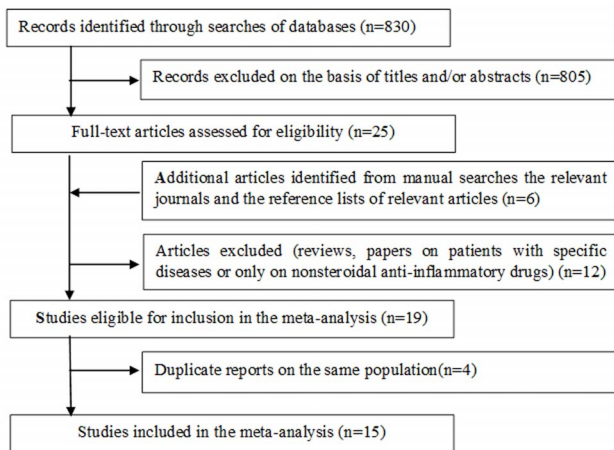 Records identified through searches of databases (n=830)
Records excluded on the basis of titles and/or abstracts (n=805)
Full-text articles assessed for eligibility (n=25)
Additional articles identified from manual searches the relevant
journals and the reference lists of relevant articles (n=6)
Articles excluded (reviews, papers on patients with specific
diseases or only on nonsteroidal anti-inflammatory drugs) (n=12)
Studies eligible for inclusion in the meta-analysis (n=19)
Duplicate reports on the same population(n=4)
Studies included in the meta-analysis (n=15)